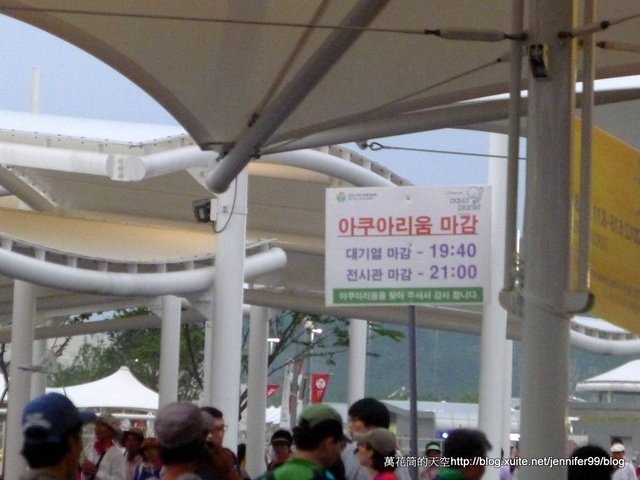 aqua
planet
아쿠아리움 마감
대기열 마감 - 19:40
전시관 마감 - 21:00
아쿠아리움을 찾아 주셔서 감사 합니다.
萬花筒的天空http://blog.xuite.net/jennifer99/blog